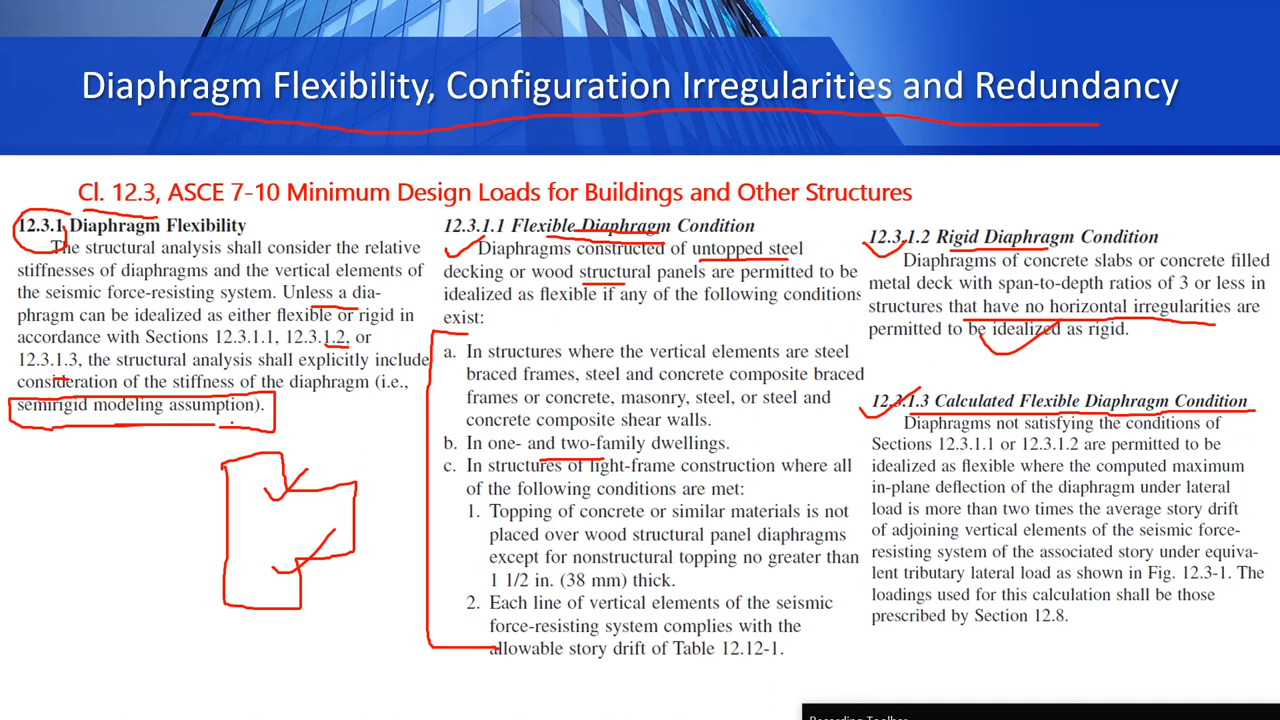 Diaphragm Flexibility, Configuration Irregularities and Redundancy
Cl. 12.3, ASCE 7-10 Minimum Design Loads for Buildings and Other Structures
12.3.1 Diaphragm Flexibility
The structural analysis shall consider the relative
stiffnesses of diaphragms and the vertical elements of
the seismic force-resisting system. Unless a dia-
phragm can be idealized as either flexible or rigid in
accordance with Sections 12.3.1.1, 12.3.1.2, or
12.3.1.3, the structural analysis shall explicitly include
consideration of the stiffness of the diaphragm (i.e.,
semirigid modeling assumption).
12.3.1.1 Flexible Diaphragm Condition
Diaphragms constructed of untopped steel
decking or wood structural panels are permitted to be
idealized as flexible if any of the following conditions
exist:
a. In structures where the vertical elements are steel
braced frames, steel and concrete composite braced
frames or concrete, masonry, steel, or steel and
concrete composite shear walls.
b. In one- and two-family dwellings.
c. In structures of light-frame construction where all
of the following conditions are met:
1. Topping of concrete or similar materials is not
placed over wood structural panel diaphragms
except for nonstructural topping no greater than
1 1/2 in. (38 mm) thick.
2. Each line of vertical elements of the seismic
force-resisting system complies with the
allowable story drift of Table 12.12-1.
12.3.1.2 Rigid Diaphragm Condition
Diaphragms of concrete slabs or concrete filled
metal deck with span-to-depth ratios of 3 or less in
structures that have no horizontal irregularities are
permitted to be idealized as rigid.
12.3.1.3 Calculated Flexible Diaphragm Condition
Diaphragms not satisfying the conditions of
Sections 12.3.1.1 or 12.3.1.2 are permitted to be
idealized as flexible where the computed maximum
in-plane deflection of the diaphragm under lateral
load is more than two times the average story drift
of adjoining vertical elements of the seismic force-
resisting system of the associated story under equiva-
lent tributary lateral load as shown in Fig. 12.3-1. The
loadings used for this calculation shall be those
prescribed by Section 12.8.